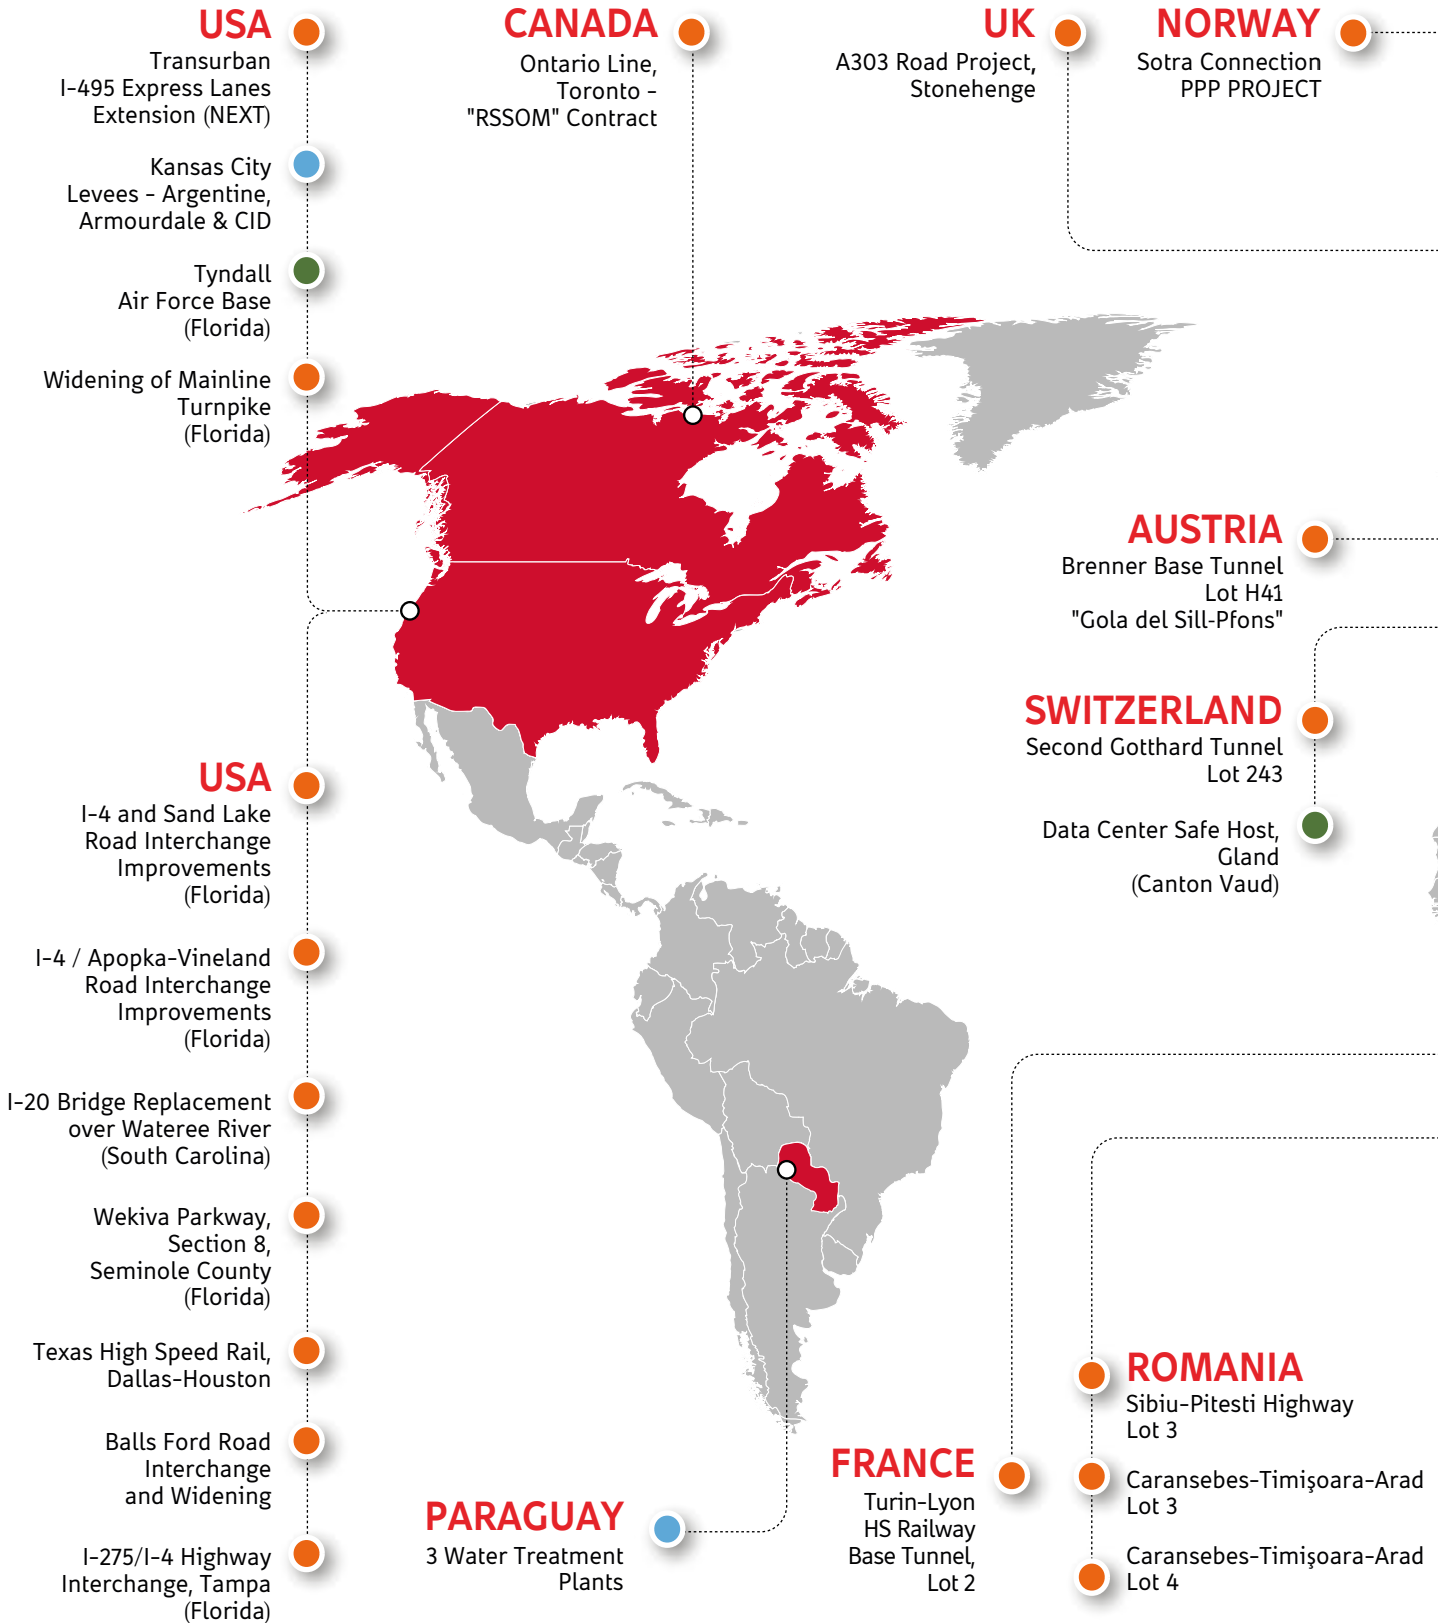 USA
Transurban
I-495 Express Lanes
Extension (NEXT)
Kansas City
Levees - Argentine,
Armourdale & CID
Tyndall
Air Force Base
(Florida)
Widening of Mainline
Turnpike
(Florida)
CANADA
Ontario Line,
Toronto -
"RSSOM" Contract
UK
A303 Road Project,
Stonehenge
NORWAY
Sotra Connection
PPP PROJECT
AUSTRIA
Brenner Base Tunnel
Lot H41
"Gola del Sill-Pfons"
SWITZERLAND
Second Gotthard Tunnel
Lot 243
Data Center Safe Host,
Gland
(Canton Vaud)
USA
I-4 and Sand Lake
Road Interchange
Improvements
(Florida)
I-4 / Apopka-Vineland
Road Interchange
Improvements
(Florida)
I-20 Bridge Replacement
over Wateree River
(South Carolina)
Wekiva Parkway,
Section 8,
Seminole County
(Florida)
Texas High Speed Rail,
Dallas-Houston
Balls Ford Road
Interchange
and Widening
I-275/I-4 Highway
Interchange, Tampa
(Florida)
PARAGUAY
3 Water Treatment
Plants
FRANCE
Turin-Lyon
HS Railway
Base Tunnel,
Lot 2
ROMANIA
Sibiu-Pitesti Highway
Lot 3
Caransebes-Timişoara-Arad
Lot 3
Caransebes-Timişoara-Arad
Lot 4